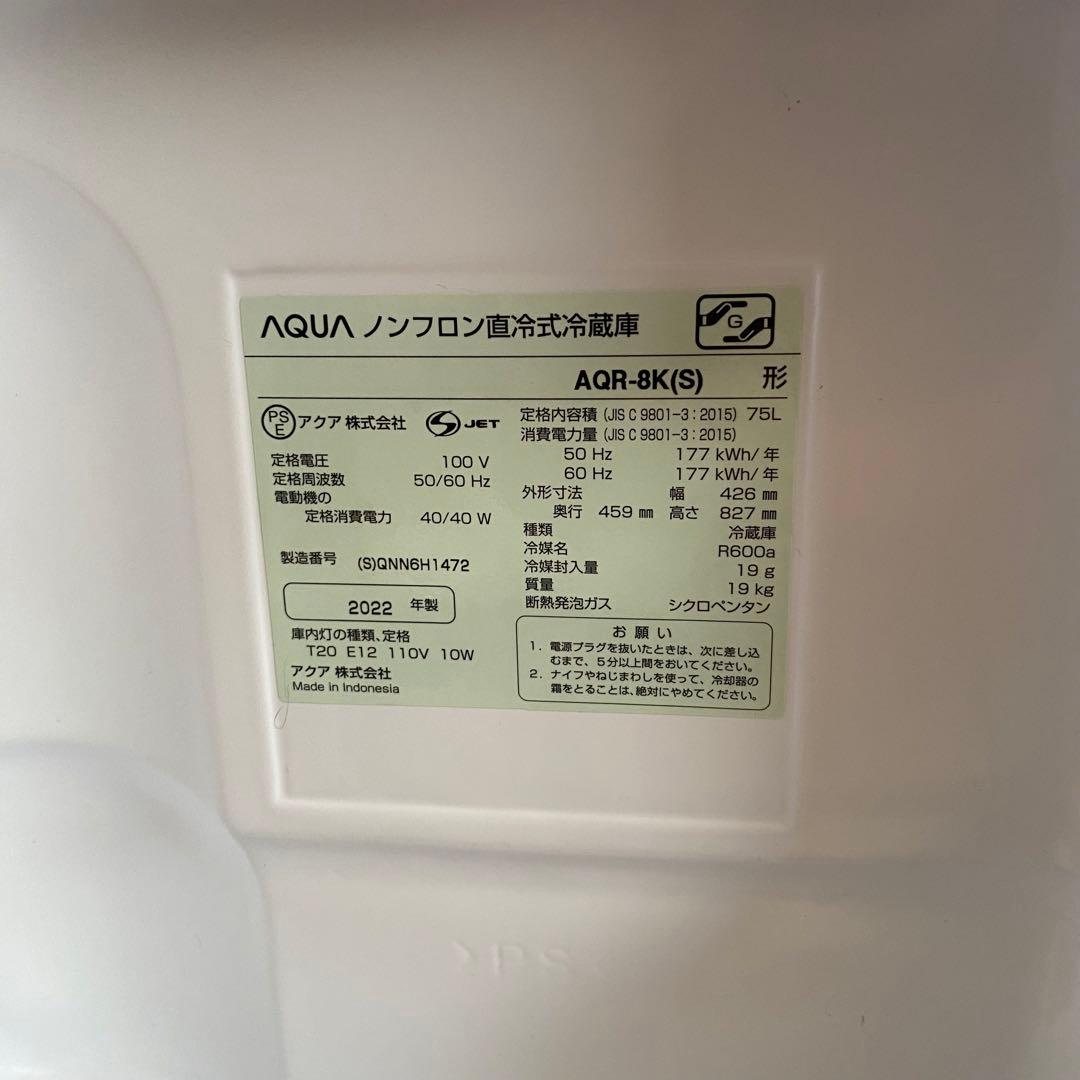 AQUA ノンフロン直冷式冷蔵庫
G
AQR-8K(S) 形
PS
E
アクア 株式会社
S JET
定格電圧 100 V
定格周波数 50/60 Hz
電動機の
定格消費電力 40/40 W
製造番号 (S)QNN6H1472
2022 年製
庫内灯の種類、定格
T20 E12 110V 10W
アクア 株式会社
Made in Indonesia
定格内容積 (JIS C 9801-3 : 2015) 75L
消費電力量 (JIS C 9801-3 : 2015)
50 Hz 177 kWh/年
60 Hz 177 kWh/年
外形寸法 幅 426 mm
奥行 459 mm 高さ 827 mm
種類 冷蔵庫
冷媒名 R600a
冷媒封入量 19 g
質量 19 kg
断熱発泡ガス シクロペンタン
お 願 い
1. 電源プラグを抜いたときは、次に差し込
むまで、5分以上間をおいてください。
2. ナイフやねじまわしを使って、冷却器の
霜をとることは、絶対にやめてください。
>PS<